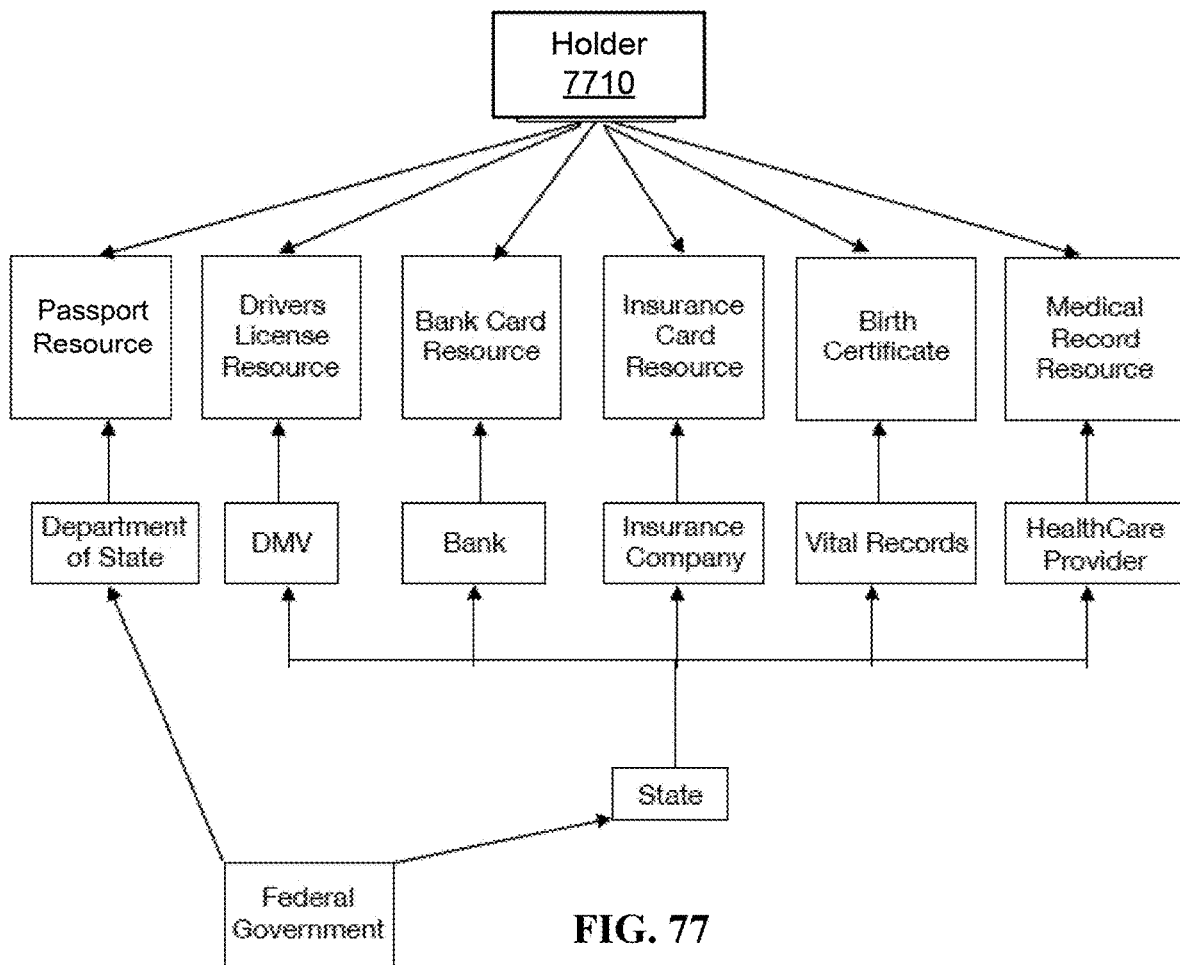 Holder
7710
Passport
Resource
Drivers
License
Resource
Bank Card
Resource
Insurance
Card
Resource
Birth
Certificate
Medical
Record
Resource
Department
of State
DMV
Bank
Insurance
Company
Vital Records
HealthCare
Provider
State
Federal
Government
FIG. 77